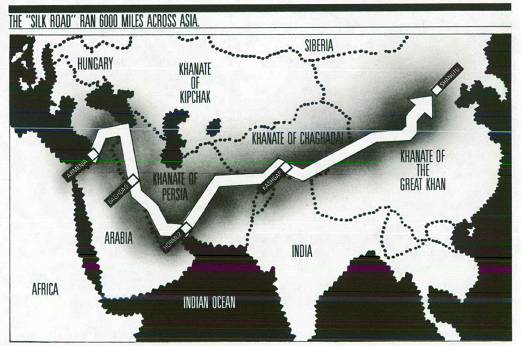 THE "SILK ROAD" RAN 6000 MILES ACROSS ASIA.
SIBERIA
HUNGARY
KHANATE
OF
KIPCHAK
SHANGTU
KHANATE OF CHAGHADAI
ARMENIA
KASHGAR
KHANATE
OF THE
GREAT KHAN
BAGHDAD
KHANATE OF
PERSIA
HORMUZ
ARABIA
INDIA
AFRICA
INDIAN OCEAN